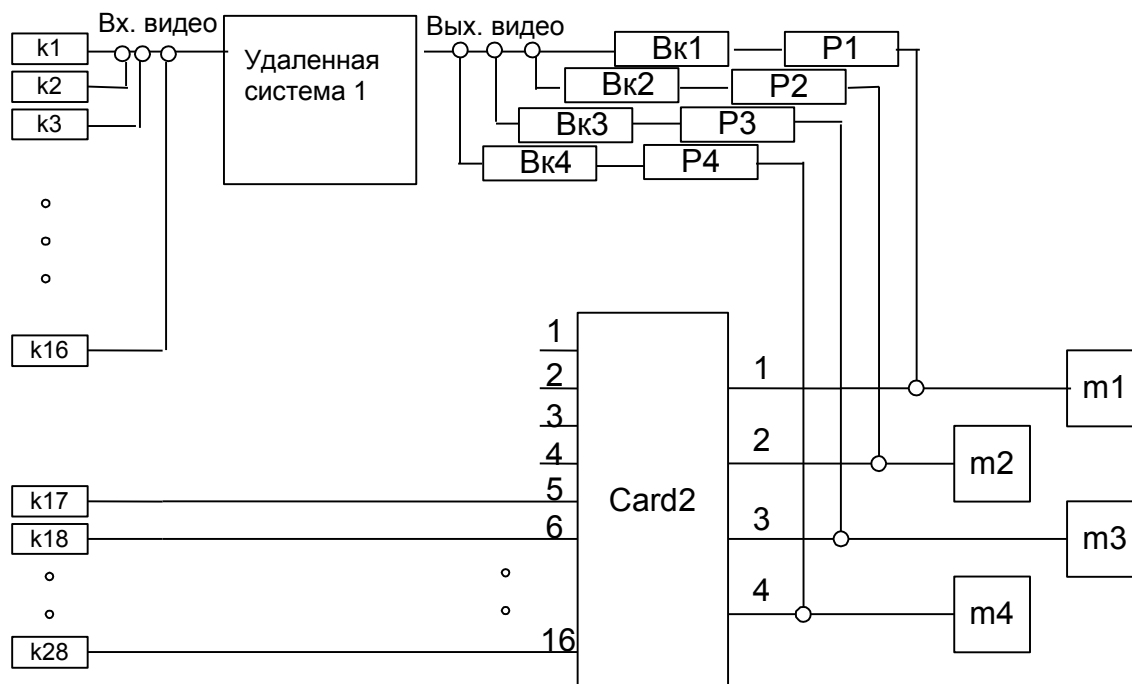 Вх. видео
Вых. видео
k1
k2
k3
k16
Удаленная
система 1
Вк1
P1
Вк2
P2
Вк3
P3
Вк4
P4
1
2
3
4
5
6
16
k17
k18
k28
Card2
1
2
3
4
m1
m2
m3
m4